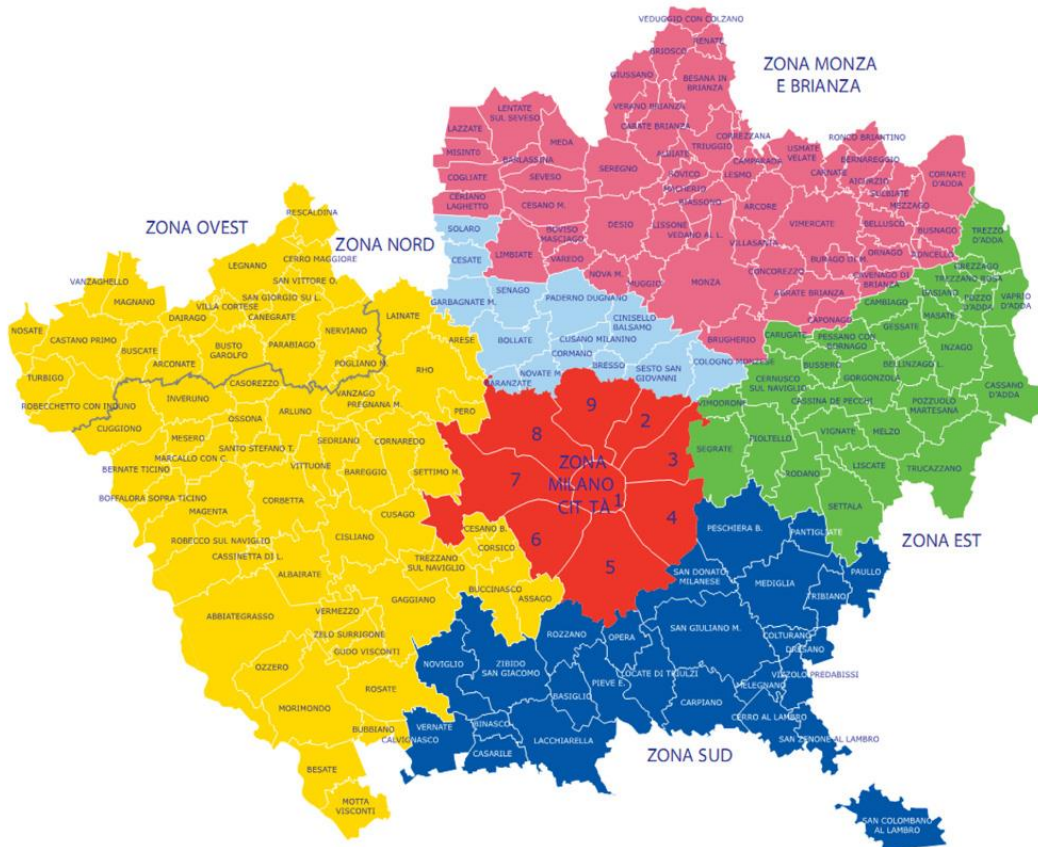 VEDUGGIO CON COLZANO
RENATE
BRIOSCO
ZONA MONZA
E BRIANZA
GIUSSANO
BESANA IN
BRIANZA
VERANO BRIANZA
CARATE BRIANZA
LENTATE
SUL SEVESO
LAZZATE
MEDA
MISINTO
BARLASSINA
COGLIATE
SEVESO
SEREGNO
ALBIATE
TRIUGGIO
CORREZZANA
CAMPARADA
USMATE
VELATE
RONCO BRIANTINO
BERNAREGGIO
CARNATE
AICURZIO
CORNATE
D'ADDA
SOVICO
LESMO
MACHERIO
BIASSONO
SULBIATE
MEZZAGO
CERIANO
LAGHETTO
CESANO M.
ARCORE
BELLUSCO
BUSNAGO
DESIO
LISSONE
VEDANO AL L.
VIMERCATE
BOVISO
MASCIAGO
VILLASANTA
ORNAGO
RONCELLO
LIMBIATE
VAREDO
BURAGO DI M.
CONCOREZZO
CAVENAGO DI
BRIANZA
NOVA M.
MUGGIO
MONZA
AGRATE BRIANZA
CAPONAGO
BRUGHERIO
ZONA OVEST
ZONA NORD
RESCALDINA
SOLARO
LEGNANO
CERRO MAGGIORE
CESATE
VANZAGHELLO
SAN VITTORE O.
MAGNANO
VILLA CORTESE
SAN GIORGIO SU L.
GARBAGNATE M.
SENAGO
PADERNO DUGNANO
DAIRAGO
CANEGRATE
LAINATE
NOSATE
CASTANO PRIMO
NERVIANO
ARESE
BOLLATE
CUSANO MILANINO
CINISELLO
BALSAMO
BUSCATE
ARCONATE
BUSTO
GAROLFO
PARABIAGO
POGLIANO M.
CORMANO
TURBIGO
CASOREZZO
VANZAGO
RHO
NOVATE M.
BRESSO
SESTO SAN
GIOVANNI
COLOGNO MONZESE
ROBECCHETTO CON INDUNO
INVERUNO
PREGNANA M.
BARANZATE
CUGGIONO
OSSONA
ARLUNO
PERO
MESERO
SANTO STEFANO T.
SEDRIANO
CORNAREDO
MARCALLO CON C.
VITTUONE
BERNATE TICINO
BAREGGIO
SETTIMO M.
BOFFALORA SOPRA TICINO
CORBETTA
MAGENTA
CUSAGO
CESANO B.
ROBECCO SUL NAVIGLIO
CISLIANO
CORSICO
CASSINETTA DI L.
TREZZANO
SUL NAVIGLIO
ALBAIRATE
BUCCINASCO
ASSAGO
GAGGIANO
ABBIATEGRASSO
VERMEZZO
ZELO SURRIGONE
GUDO VISCONTI
OZZERO
ROSATE
MORIMONDO
BUBBIANO
CALVIGNASCO
BESATE
MOTTA
VISCONTI
TREZZO
D'ADDA
GREZZAGO
TREZZANO ROSA
BASIANO
POZZO
D'ADDA
VAPRIO
D'ADDA
CAMBIAGO
MASATE
CARUGATE
PESSANO CON
BORNAGO
GESSATE
INZAGO
BUSSERO
BELLINZAGO L.
CERNUSCO
SUL NAVIGLIO
GORGONZOLA
CASSANO
D'ADDA
CASSINA DE PECCHI
POZZUOLO
MARTESANA
VIMODRONE
VIGNATE
MELZO
SEGRATE
PIOLTELLO
LISCATE
TRUCAZZANO
RODANO
SETTALA
ZONA EST
9
2
8
3
7
ZONA
MILANO
CIT TÀ
1
4
6
5
PESCHIERA B.
PANTIGLIATE
PAULLO
SAN DONATO
MILANESE
MEDIGLIA
TRIBIANO
ROZZANO
OPERA
SAN GIULIANO M.
COLTURANO
DRESANO
NOVIGLIO
ZIBIDO
SAN GIACOMO
LOCATE DI TRIULZI
VIZZOLO PREDABISSI
BASIGLIO
PIEVE E.
MELEGNANO
CARPIANO
CERRO AL LAMBRO
VERNATE
BINASCO
LACCHIARELLA
SAN ZENONE AL LAMBRO
CASARILE
ZONA SUD
SAN COLOMBANO
AL LAMBRO